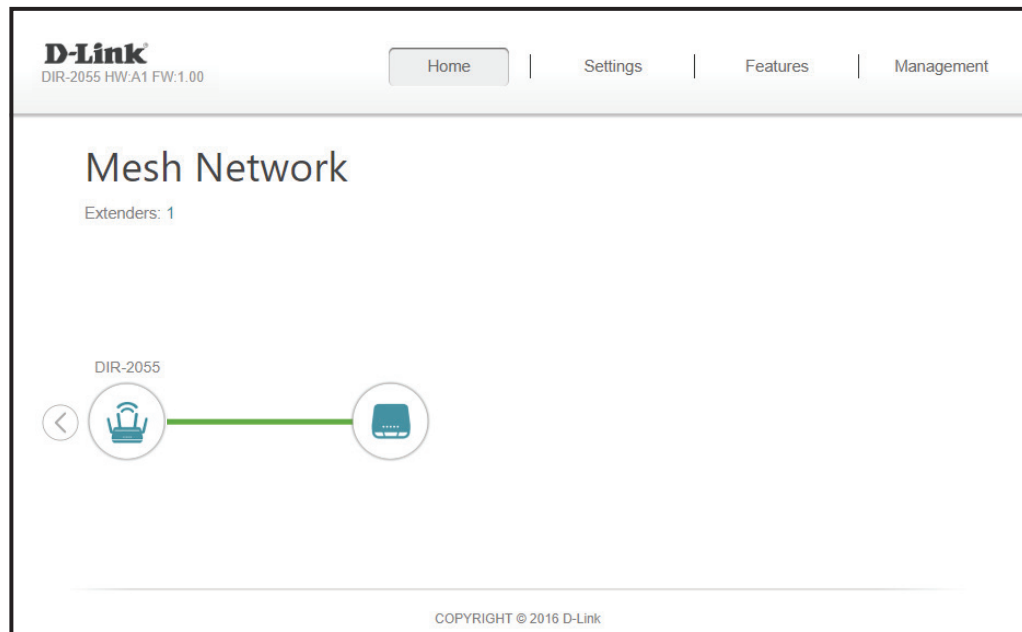 D-Link
DIR-2055 HW:A1 FW:1.00
Home
Settings
Features
Management
Mesh Network
Extenders: 1
DIR-2055
COPYRIGHT © 2016 D-Link